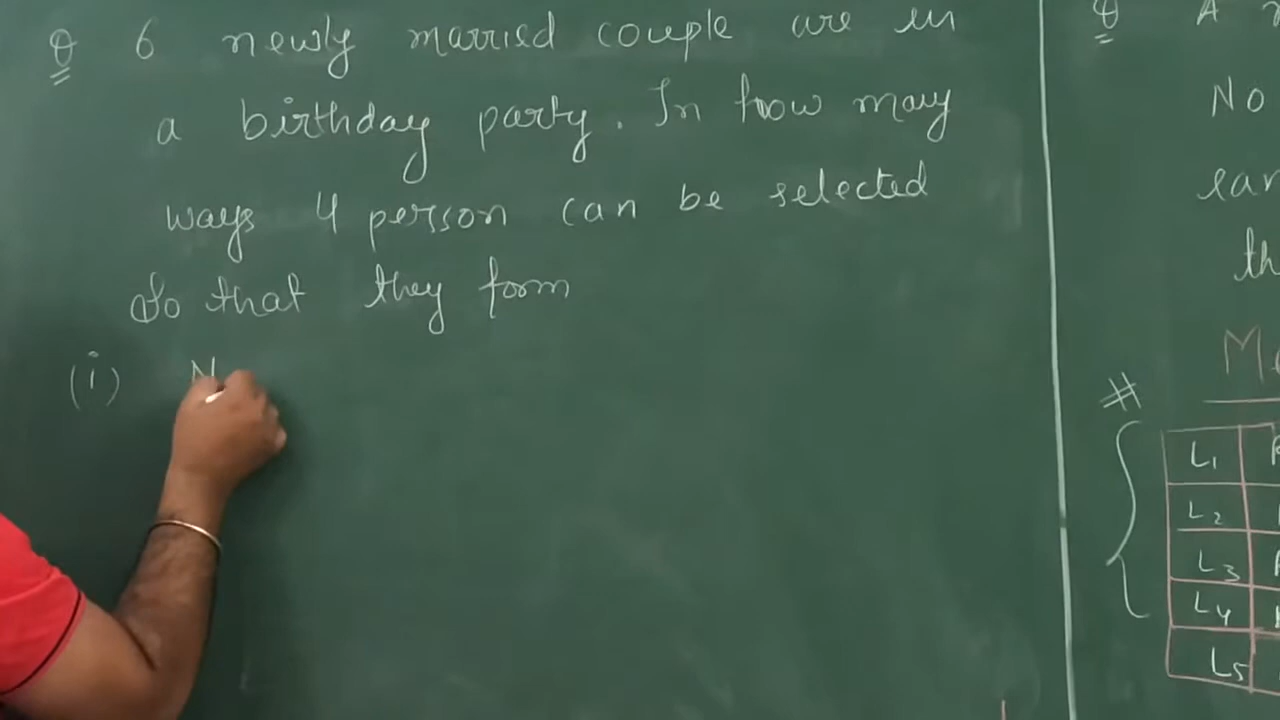 Q 6 newly married couple are in
a birthday party. In how may
ways 4 person can be selected
so that they form
(i) N
Q A
No
ear
th
#
L1
L2
L3
L4
L5